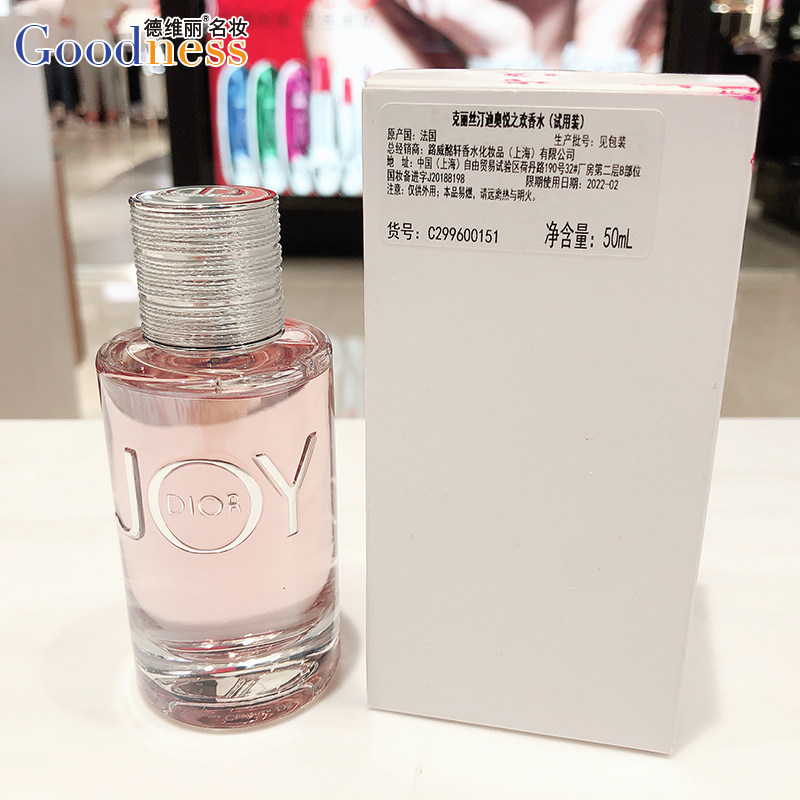 德维丽®名妆
Goodness
克丽丝汀迪奥悦之欢香水（试用装）
原产国：法国 生产批号：见包装
总经销商：路威酩轩香水化妆品（上海）有限公司
地 址：中国（上海）自由贸易试验区荷丹路190号32#厂房第二层B部位
国妆备进字J20188198 限期使用日期：2022-02
注意：仅供外用；本品易燃，请远离热与明火。
货号：C299600151 净含量：50mL
JOY
DIOR